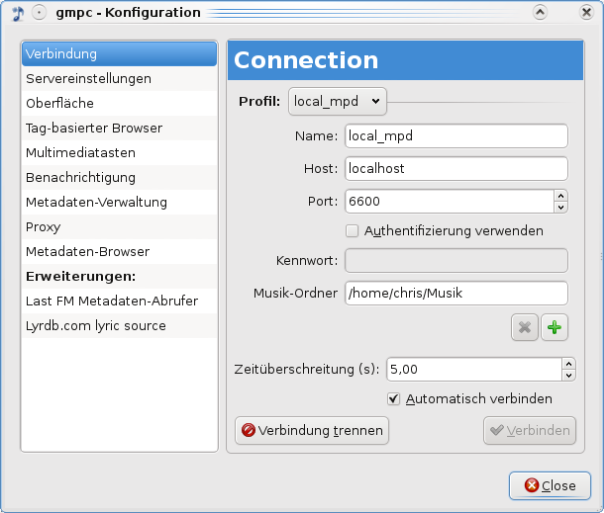 gmpc - Konfiguration
Verbindung
Servereinstellungen
Oberfläche
Tag-basierter Browser
Multimediatasten
Benachrichtigung
Metadaten-Verwaltung
Proxy
Metadaten-Browser
Erweiterungen:
Last FM Metadaten-Abrufer
Lyrdb.com lyric source
Connection
Profil: local_mpd
Name: local_mpd
Host: localhost
Port: 6600
Authentifizierung verwenden
Kennwort:
Musik-Ordner /home/chris/Musik
Zeitüberschreitung (s): 5,00
Automatisch verbinden
Verbindung trennen Verbinden
Close